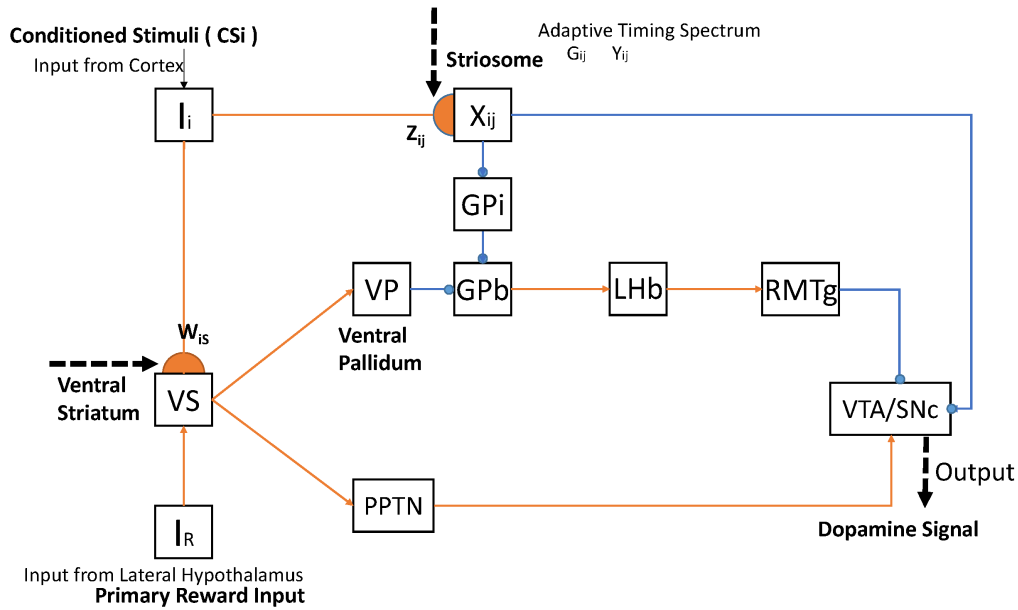 Conditioned Stimuli ( CSi )
Input from Cortex
Striosome
Adaptive Timing Spectrum
Gij Yij
Ii
Zij
Xij
GPi
VP
GPb
LHb
RMTg
Ventral
Pallidum
WiS
Ventral
Striatum
VS
VTA/SNc
Output
PPTN
Dopamine Signal
IR
Input from Lateral Hypothalamus
Primary Reward Input